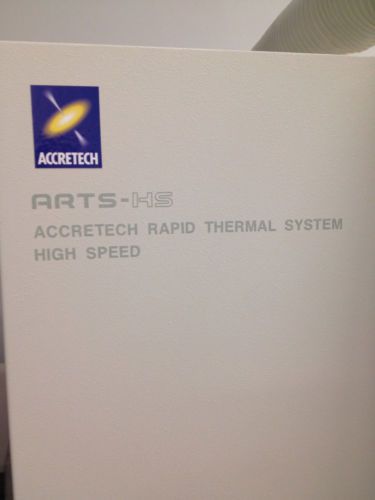 ACCRETECH
ARTS-HS
ACCRETECH RAPID THERMAL SYSTEM
HIGH SPEED